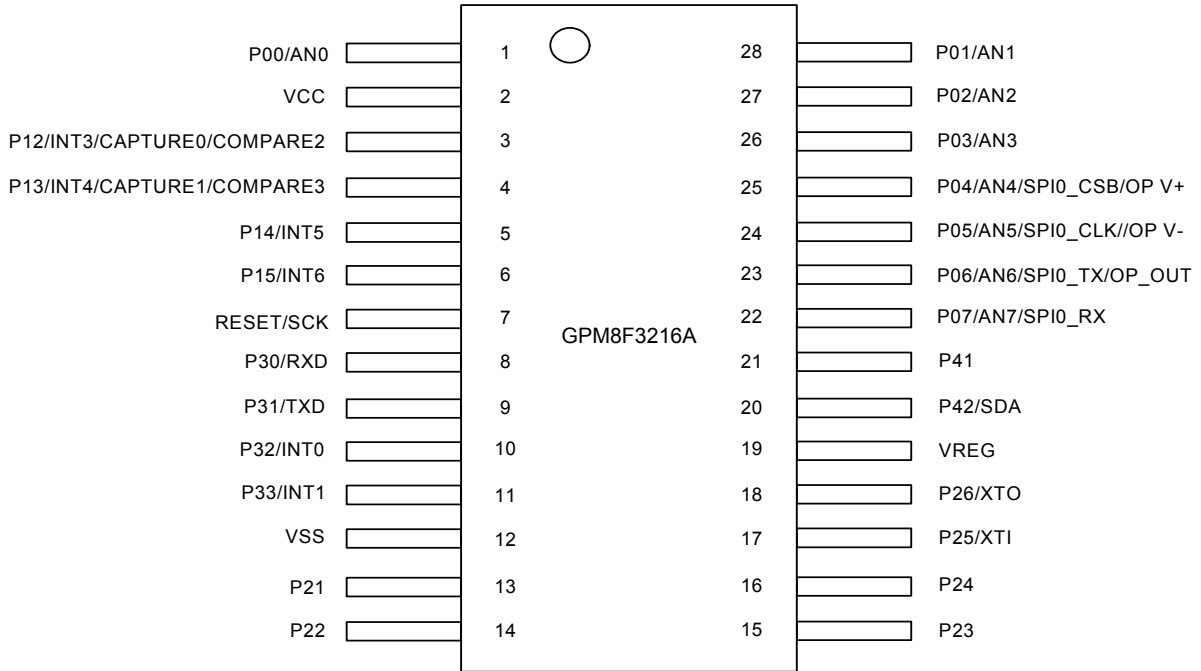 P00/AN0 1 28 P01/AN1
VCC 2 27 P02/AN2
P12/INT3/CAPTURE0/COMPARE2 3 26 P03/AN3
P13/INT4/CAPTURE1/COMPARE3 4 25 P04/AN4/SPI0_CSB/OP V+
P14/INT5 5 24 P05/AN5/SPI0_CLK//OP V-
P15/INT6 6 23 P06/AN6/SPI0_TX/OP_OUT
RESET/SCK 7 22 P07/AN7/SPI0_RX
GPM8F3216A
P30/RXD 8 21 P41
P31/TXD 9 20 P42/SDA
P32/INT0 10 19 VREG
P33/INT1 11 18 P26/XTO
VSS 12 17 P25/XTI
P21 13 16 P24
P22 14 15 P23